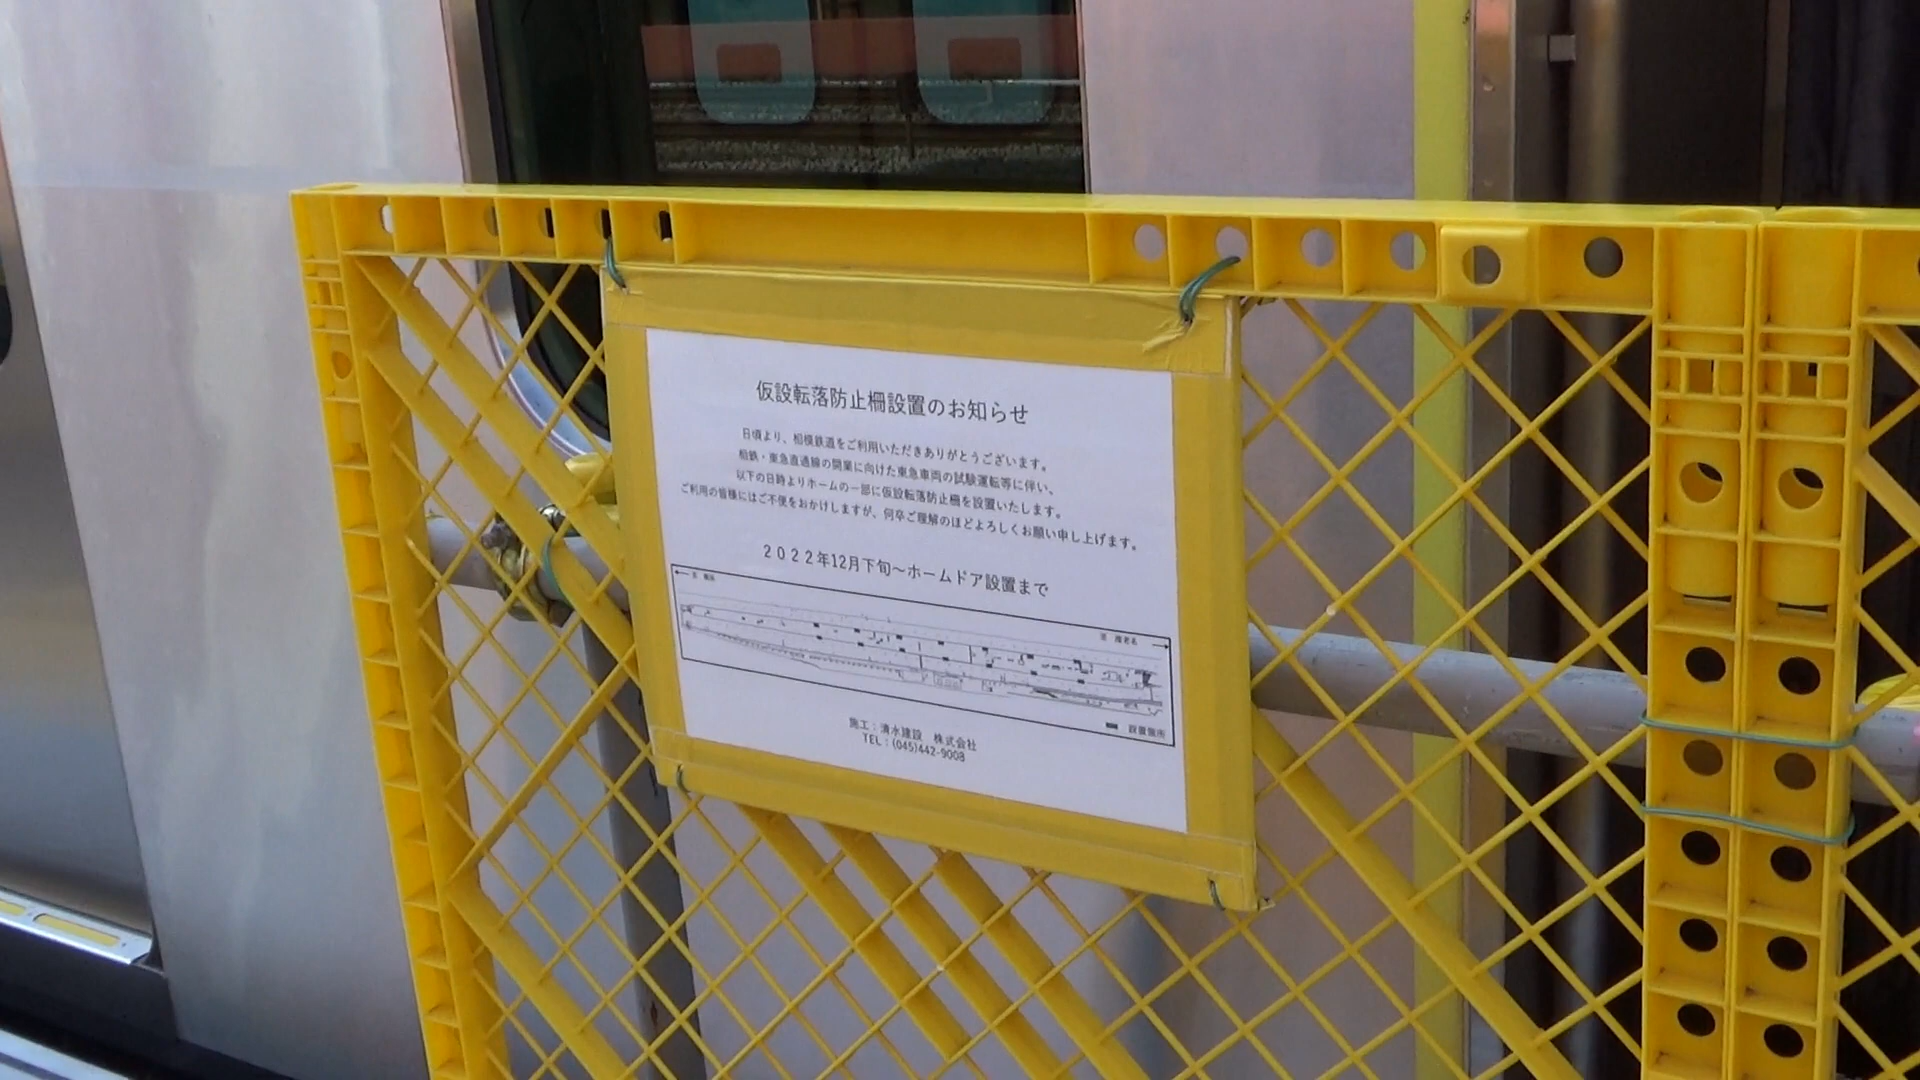 仮設転落防止柵設置のお知らせ
日頃より、相模鉄道をご利用いただきありがとうございます。
相鉄・東急直通線の開業に向けた東急車両の試験運転等に伴い、
以下の日時よりホームの一部に仮設転落防止柵を設置いたします。
ご利用の皆様にはご不便をおかけしますが、何卒ご理解のほどよろしくお願い申し上げます。
２０２２年12月下旬～ホームドア設置まで
至 横浜
至 海老名
設置箇所
施工：清水建設 株式会社
TEL：(045)442-9008